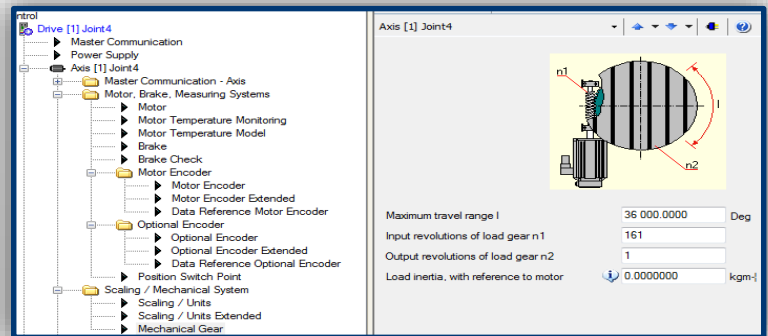 ntrol
Drive [1] Joint4
Master Communication
Power Supply
Axis [1] Joint4
Master Communication - Axis
Motor, Brake, Measuring Systems
Motor
Motor Temperature Monitoring
Motor Temperature Model
Brake
Brake Check
Motor Encoder
Motor Encoder
Motor Encoder Extended
Data Reference Motor Encoder
Optional Encoder
Optional Encoder
Optional Encoder Extended
Data Reference Optional Encoder
Position Switch Point
Scaling / Mechanical System
Scaling / Units
Scaling / Units Extended
Mechanical Gear
Axis [1] Joint4
n1
l
n2
Maximum travel range l 36 000.0000 Deg
Input revolutions of load gear n1 161
Output revolutions of load gear n2 1
Load inertia, with reference to motor 0.0000000 kgm-